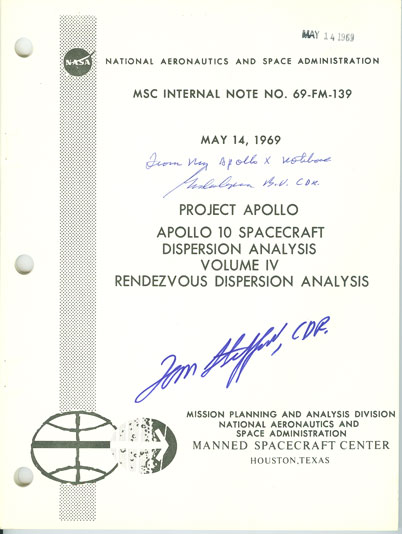 MAY 14 1969
NASA
NATIONAL AERONAUTICS AND SPACE ADMINISTRATION
MSC INTERNAL NOTE NO. 69-FM-139
MAY 14, 1969
From my Apollo X Notebook
B.U. CDR.
PROJECT APOLLO
APOLLO 10 SPACECRAFT
DISPERSION ANALYSIS
VOLUME IV
RENDEZVOUS DISPERSION ANALYSIS
Tom Stafford, CDR.
MISSION PLANNING AND ANALYSIS DIVISION
NATIONAL AERONAUTICS AND
SPACE ADMINISTRATION
MANNED SPACECRAFT CENTER
HOUSTON, TEXAS